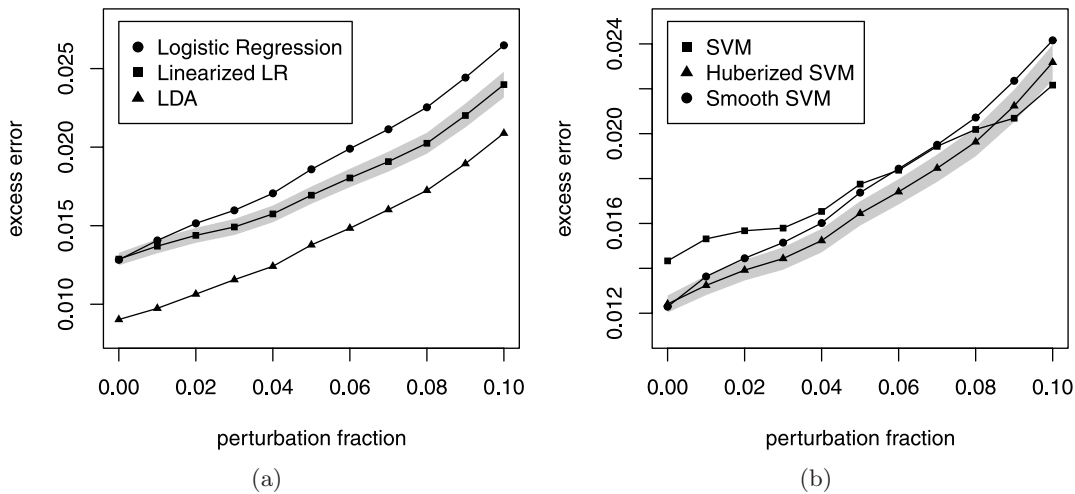 Logistic Regression
Linearized LR
LDA
excess error
0.025
0.020
0.015
0.010
0.00 0.02 0.04 0.06 0.08 0.10
perturbation fraction
(a)
SVM
Huberized SVM
Smooth SVM
excess error
0.024
0.020
0.016
0.012
0.00 0.02 0.04 0.06 0.08 0.10
perturbation fraction
(b)